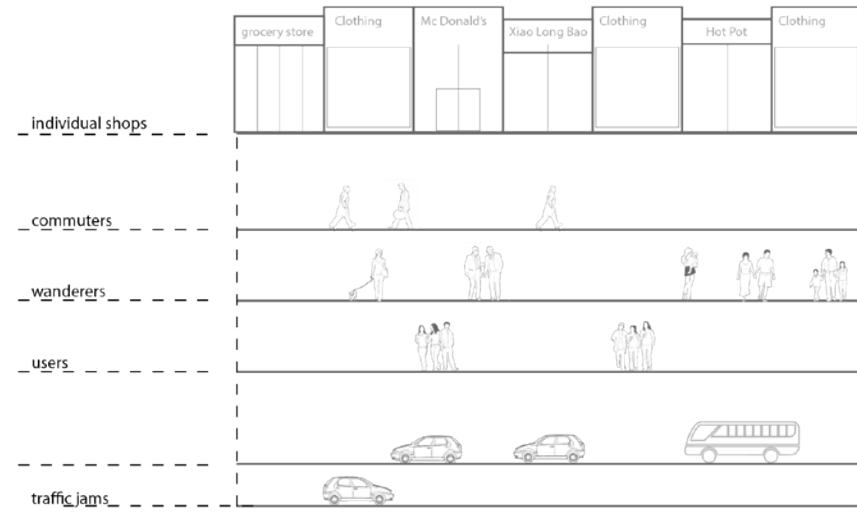 grocery store
Clothing
Mc Donald's
Xiao Long Bao
Clothing
Hot Pot
Clothing
individual shops
commuters
wanderers
users
traffic jams